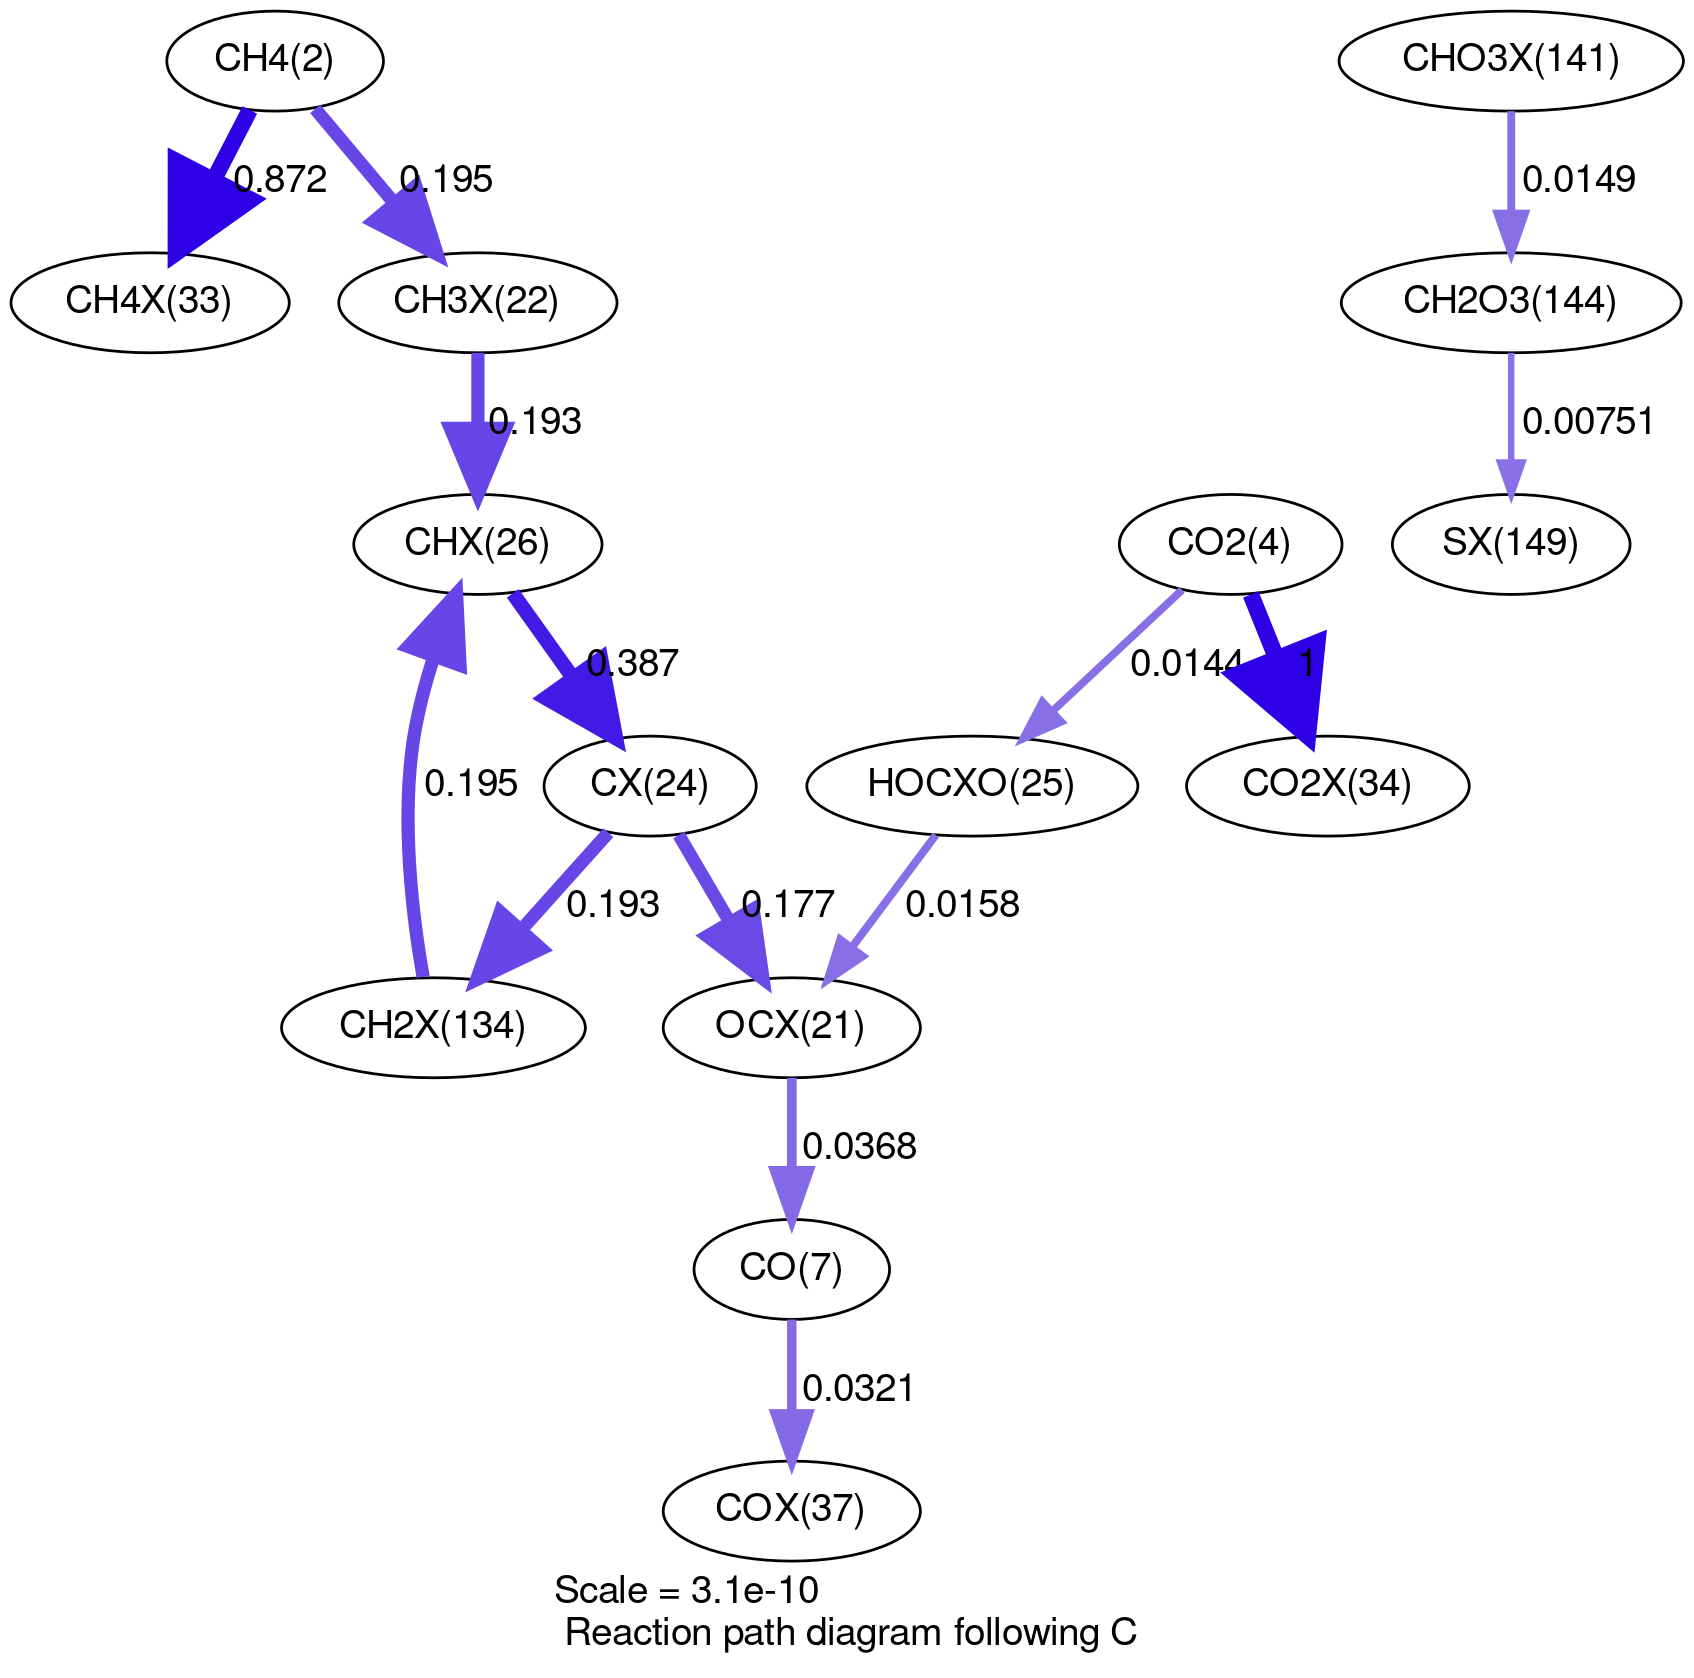 CH4(2)
CHO3X(141)
0.872
0.195
0.0149
CH4X(33)
CH3X(22)
CH2O3(144)
0.193
0.00751
CHX(26)
CO2(4)
SX(149)
0.387
0.0144
1
0.195
CX(24)
HOCXO(25)
CO2X(34)
0.193
0.177
0.0158
CH2X(134)
OCX(21)
0.0368
CO(7)
0.0321
COX(37)
Scale = 3.1e-10
Reaction path diagram following C